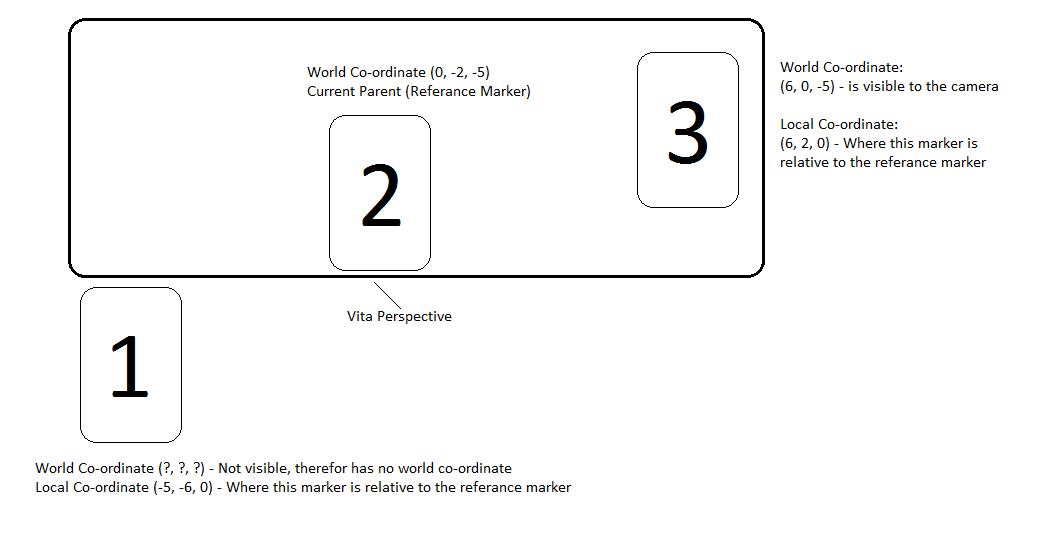 World Co-ordinate (0, -2, -5)
Current Parent (Referance Marker)
2
3
World Co-ordinate:
(6, 0, -5) - is visible to the camera
Local Co-ordinate:
(6, 2, 0) - Where this marker is
relative to the referance marker
Vita Perspective
1
World Co-ordinate (?, ?, ?) - Not visible, therefor has no world co-ordinate
Local Co-ordinate (-5, -6, 0) - Where this marker is relative to the referance marker